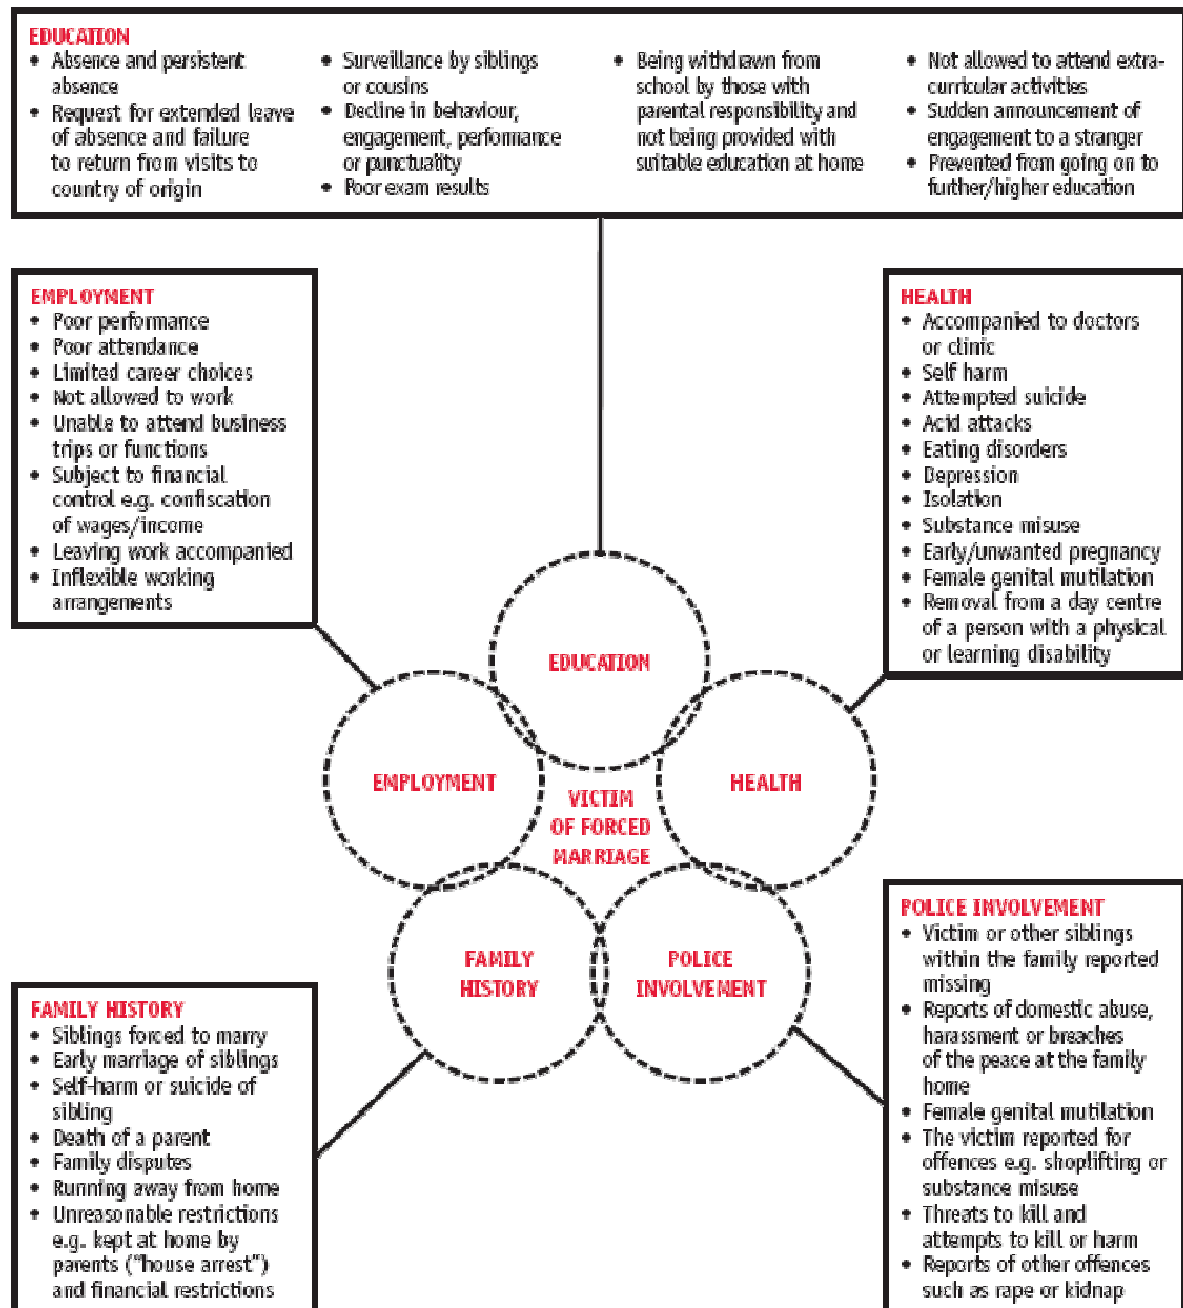 EDUCATION
• Absence and persistent
absence
• Request for extended leave
of absence and failure
to return from visits to
country of origin
• Surveillance by siblings
or cousins
• Decline in behaviour,
engagement, performance
or punctuality
• Poor exam results
• Being withdrawn from
school by those with
parental responsibility and
not being provided with
suitable education at home
• Not allowed to attend extra-
curricular activities
• Sudden announcement of
engagement to a stranger
• Prevented from going on to
further/higher education
EMPLOYMENT
• Poor performance
• Poor attendance
• Limited career choices
• Not allowed to work
• Unable to attend business
trips or functions
• Subject to financial
control e.g. confiscation
of wages/income
• Leaving work accompanied
• Inflexible working
arrangements
HEALTH
• Accompanied to doctors
or clinic
• Self harm
• Attempted suicide
• Acid attacks
• Eating disorders
• Depression
• Isolation
• Substance misuse
• Early/unwanted pregnancy
• Female genital mutilation
• Removal from a day centre
of a person with a physical
or learning disability
EDUCATION
EMPLOYMENT
HEALTH
VICTIM
OF FORCED
MARRIAGE
FAMILY
HISTORY
POLICE
INVOLVEMENT
FAMILY HISTORY
• Siblings forced to marry
• Early marriage of siblings
• Self-harm or suicide of
sibling
• Death of a parent
• Family disputes
• Running away from home
• Unreasonable restrictions
e.g. kept at home by
parents ("house arrest")
and financial restrictions
POLICE INVOLVEMENT
• Victim or other siblings
within the family reported
missing
• Reports of domestic abuse,
harassment or breaches
of the peace at the family
home
• Female genital mutilation
• The victim reported for
offences e.g. shoplifting or
substance misuse
• Threats to kill and
attempts to kill or harm
• Reports of other offences
such as rape or kidnap